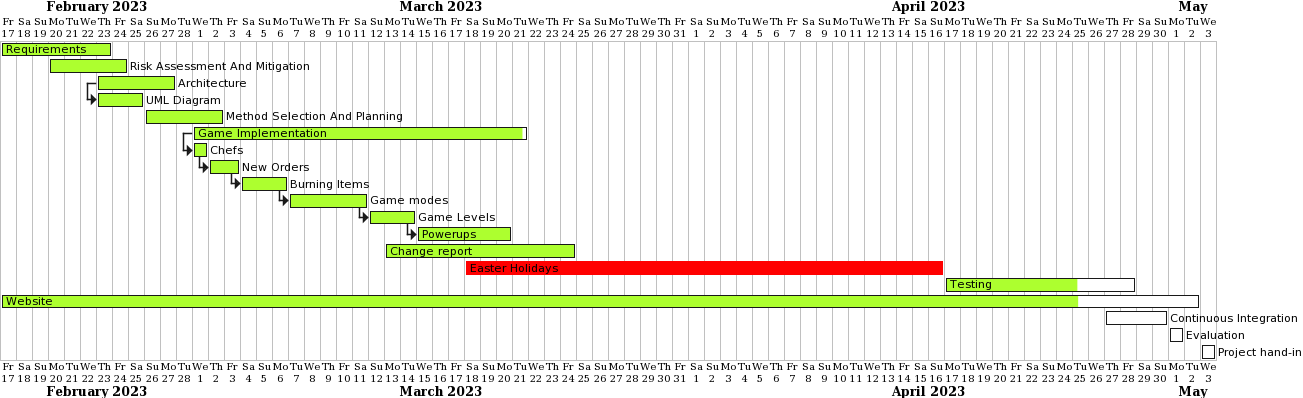 February 2023 March 2023 April 2023 May
Fr Sa Su Mo Tu We Th Fr Sa Su Mo Tu We Th Fr Sa Su Mo Tu We Th Fr Sa Su Mo Tu We Th Fr Sa Su Mo Tu We Th Fr Sa Su Mo Tu We Th Fr Sa Su Mo Tu We Th Fr Sa Su Mo Tu We Th Fr Sa Su Mo Tu We Th Fr Sa Su Mo Tu We Th Fr Sa Su Mo Tu We
17 18 19 20 21 22 23 24 25 26 27 28 1 2 3 4 5 6 7 8 9 10 11 12 13 14 15 16 17 18 19 20 21 22 23 24 25 26 27 28 29 30 31 1 2 3 4 5 6 7 8 9 10 11 12 13 14 15 16 17 18 19 20 21 22 23 24 25 26 27 28 29 30 1 2 3
Requirements
Risk Assessment And Mitigation
Architecture
UML Diagram
Method Selection And Planning
Game Implementation
Chefs
New Orders
Burning Items
Game modes
Game Levels
Powerups
Change report
Easter Holidays
Testing
Website
Continuous Integration
Evaluation
Project hand-in
Fr Sa Su Mo Tu We Th Fr Sa Su Mo Tu We Th Fr Sa Su Mo Tu We Th Fr Sa Su Mo Tu We Th Fr Sa Su Mo Tu We Th Fr Sa Su Mo Tu We Th Fr Sa Su Mo Tu We Th Fr Sa Su Mo Tu We Th Fr Sa Su Mo Tu We Th Fr Sa Su Mo Tu We Th Fr Sa Su Mo Tu We
17 18 19 20 21 22 23 24 25 26 27 28 1 2 3 4 5 6 7 8 9 10 11 12 13 14 15 16 17 18 19 20 21 22 23 24 25 26 27 28 29 30 31 1 2 3 4 5 6 7 8 9 10 11 12 13 14 15 16 17 18 19 20 21 22 23 24 25 26 27 28 29 30 1 2 3
February 2023 March 2023 April 2023 May